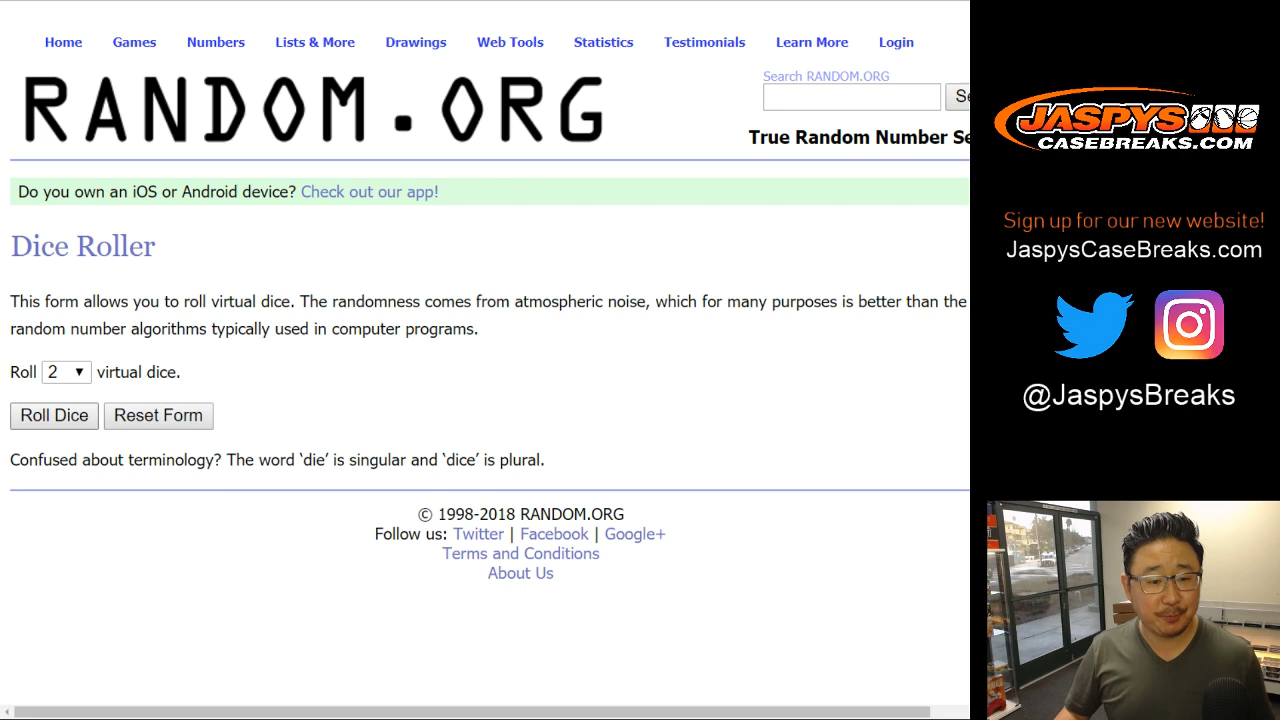 Home Games Numbers Lists & More Drawings Web Tools Statistics Testimonials Learn More Login
RANDOM.ORG
Search RANDOM.ORG
Se
True Random Number Se
Do you own an iOS or Android device? Check out our app!
Dice Roller
This form allows you to roll virtual dice. The randomness comes from atmospheric noise, which for many purposes is better than the
random number algorithms typically used in computer programs.
Roll 2 virtual dice.
Roll Dice Reset Form
Confused about terminology? The word ‘die’ is singular and ‘dice’ is plural.
© 1998-2018 RANDOM.ORG
Follow us: Twitter | Facebook | Google+
Terms and Conditions
About Us
JASPYS
CASEBREAKS.COM
Sign up for our new website!
JaspysCaseBreaks.com
@JaspysBreaks